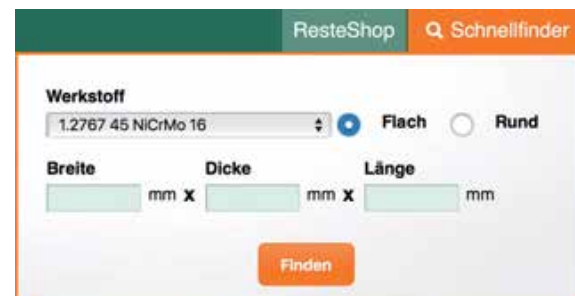 ResteShop Schnellfinder
Werkstoff
1.2767 45 NiCrMo 16 Flach Rund
Breite Dicke Länge
mm x mm x mm
Finden